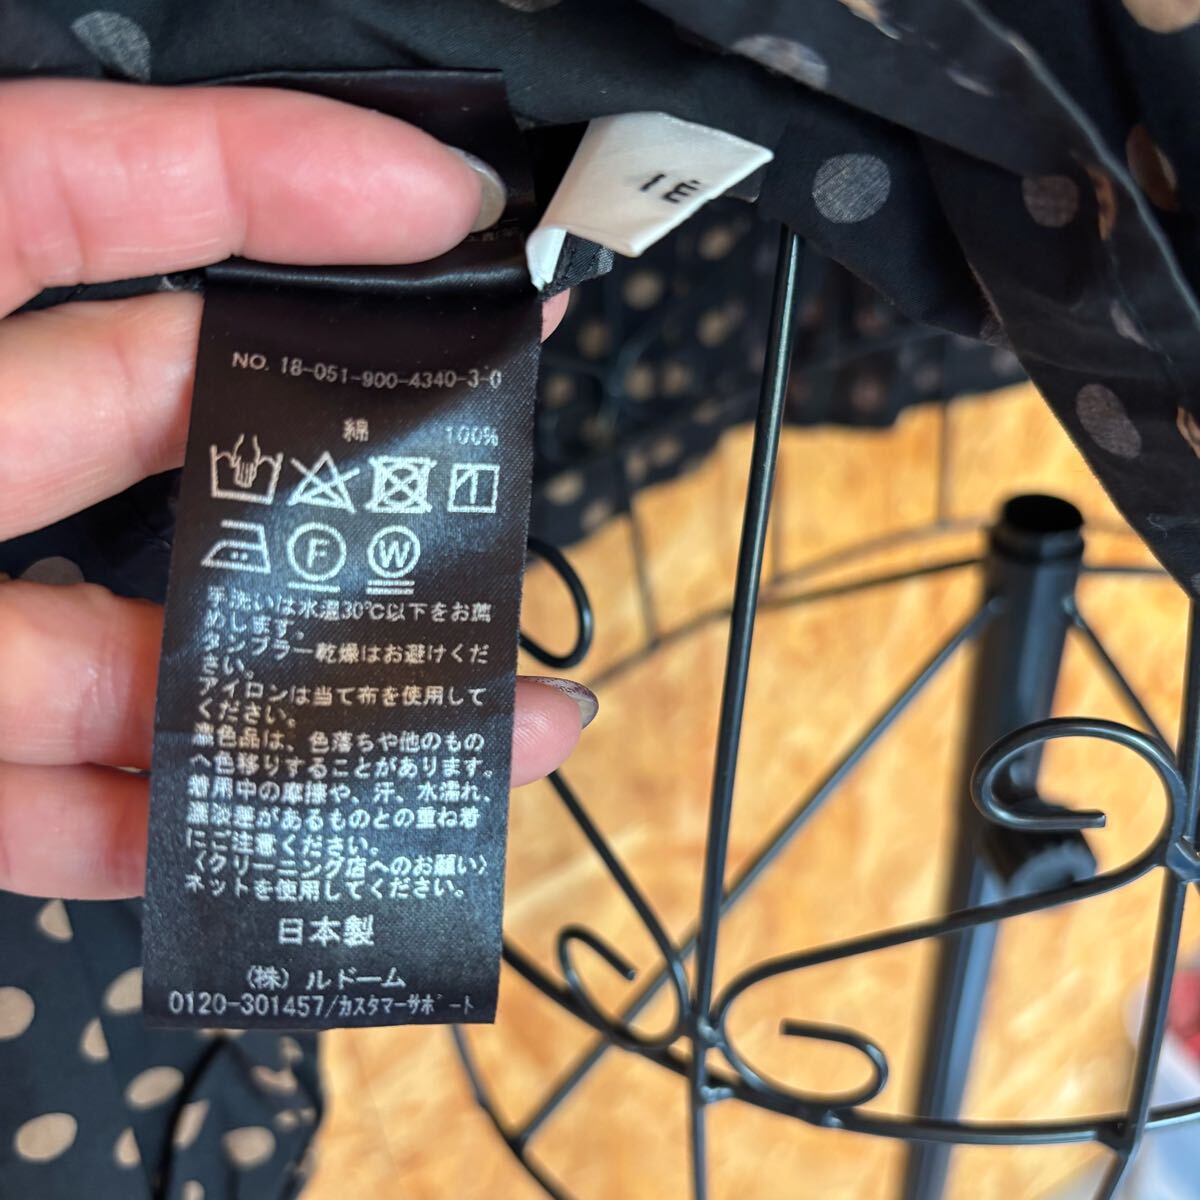 IÉ
NO. 18-051-900-4340-3-0
綿 100%
F W
手洗いは水温30℃以下をお薦
めします。
タンブラー乾燥はお避けくだ
さい。
アイロンは当て布を使用して
ください。
濃色品は、色落ちや他のもの
へ色移りすることがあります。
着用中の摩擦や、汗、水濡れ、
濃淡差があるものとの重ね着
にご注意ください。
〈クリーニング店へのお願い〉
ネットを使用してください。
日本製
(株) ルドーム
0120-301457/カスタマーサポート